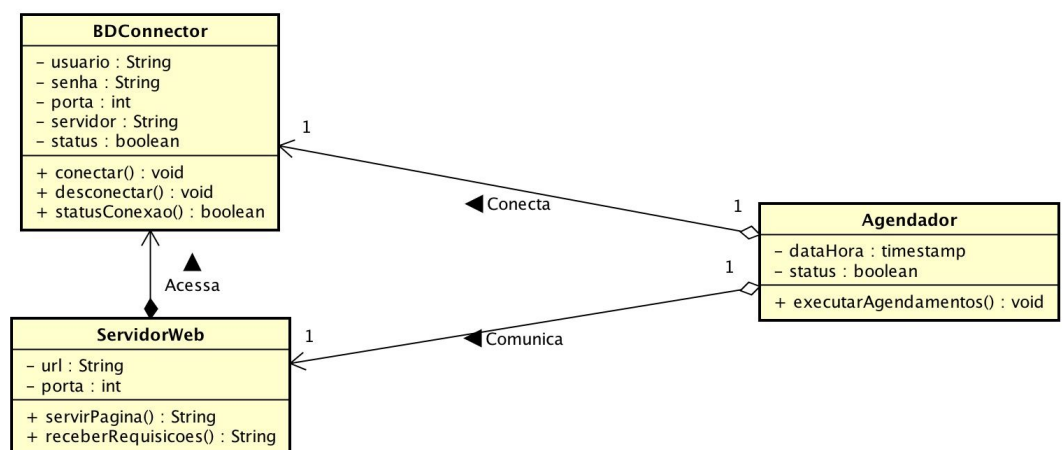 BDConnector
– usuario : String
– senha : String
– porta : int
– servidor : String
– status : boolean
+ conectar() : void
+ desconectar() : void
+ statusConexao() : boolean
1
Conecta
1
Agendador
– dataHora : timestamp
– status : boolean
+ executarAgendamentos() : void
Acessa
1
Comunica
1
ServidorWeb
– url : String
– porta : int
+ servirPagina() : String
+ receberRequisicoes() : String